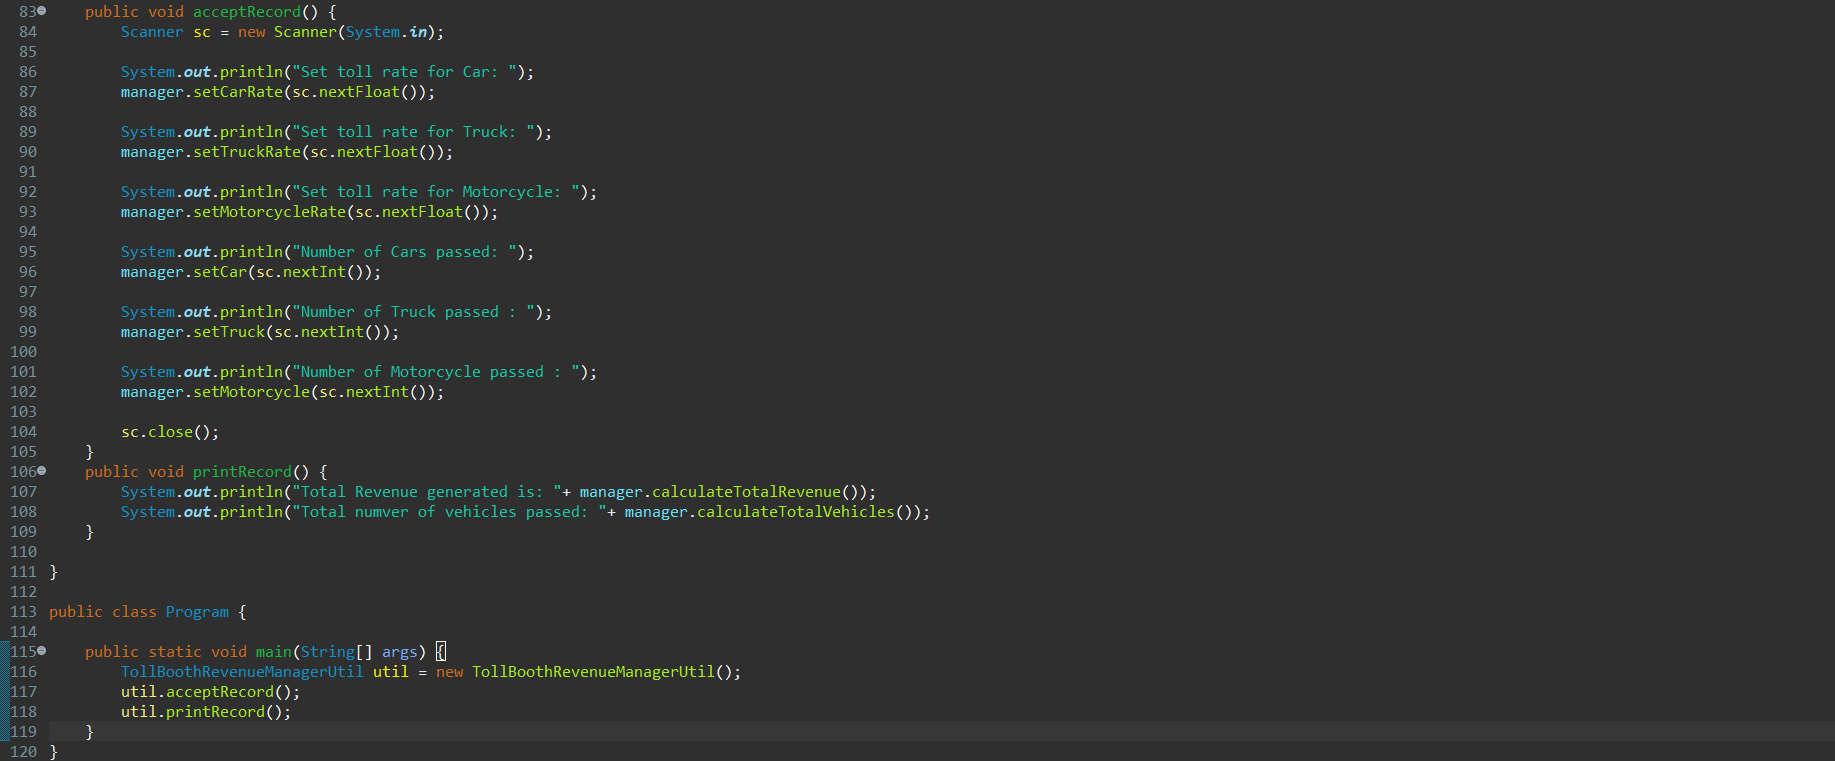 83 public void acceptRecord() {
84 Scanner sc = new Scanner(System.in);
85
86 System.out.println("Set toll rate for Car: ");
87 manager.setCarRate(sc.nextFloat());
88
89 System.out.println("Set toll rate for Truck: ");
90 manager.setTruckRate(sc.nextFloat());
91
92 System.out.println("Set toll rate for Motorcycle: ");
93 manager.setMotorcycleRate(sc.nextFloat());
94
95 System.out.println("Number of Cars passed: ");
96 manager.setCar(sc.nextInt());
97
98 System.out.println("Number of Truck passed : ");
99 manager.setTruck(sc.nextInt());
100
101 System.out.println("Number of Motorcycle passed : ");
102 manager.setMotorcycle(sc.nextInt());
103
104 sc.close();
105 }
106 public void printRecord() {
107 System.out.println("Total Revenue generated is: "+ manager.calculateTotalRevenue());
108 System.out.println("Total numver of vehicles passed: "+ manager.calculateTotalVehicles());
109 }
110
111 }
112
113 public class Program {
114
115 public static void main(String[] args) {
116 TollBoothRevenueManagerUtil util = new TollBoothRevenueManagerUtil();
117 util.acceptRecord();
118 util.printRecord();
119 }
120 }